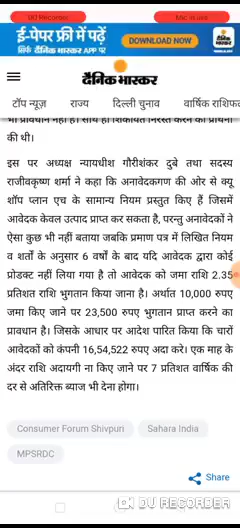 DU Recorder
Mic in use
ई-पेपर फ्री में पढ़ें
सिर्फ दैनिक भास्कर APP पर
DOWNLOAD NOW
दैनिक भास्कर
टॉप न्यूज़ राज्य दिल्ली चुनाव वार्षिक राशिफ
भी प्रावधान नहीं है। साथ ही शिकायत निरस्त करने की प्रार्थना
की थी।
इस पर अध्यक्ष न्यायधीश गौरीशंकर दुबे तथा सदस्य
राजीवकृष्ण शर्मा ने कहा कि अनावेदकगण की ओर से क्यू
शॉप प्लान एच के सामान्य नियम प्रस्तुत किए हैं जिसमें
आवेदक केवल उत्पाद प्राप्त कर सकता है, परन्तु अनावेदकों ने
ऐसा कुछ भी नहीं बताया जबकि प्रमाण पत्र में लिखित नियम
व शर्तो के अनुसार 6 वर्षों के बाद यदि आवेदक द्वारा कोई
प्रोडक्ट नहीं लिया गया है तो आवेदक को जमा राशि 2.35
प्रतिशत राशि भुगतान किया जाना है। अर्थात 10,000 रुपए
जमा किए जाने पर 23,500 रुपए भुगतान प्राप्त करने का
प्रावधान है। जिसके आधार पर आदेश पारित किया कि चारों
आवेदकों को कंपनी 16,54,522 रुपए अदा करे। एक माह के
अंदर राशि अदायगी ना किए जाने पर 7 प्रतिशत वार्षिक की
दर से अतिरिक्त ब्याज भी देना होगा।
Consumer Forum Shivpuri Sahara India
MPSRDC
Share
DU RECORDER